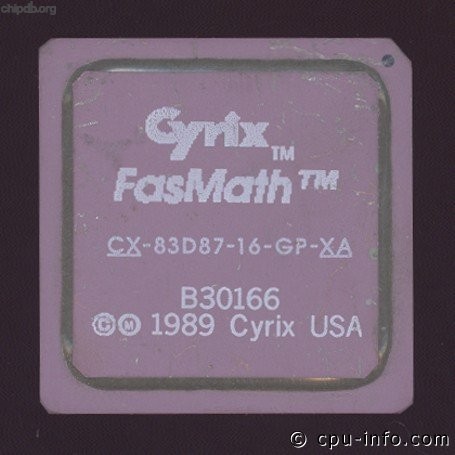 chipdb.org
Cyrix™
FasMath™
CX-83D87-16-GP-XA
B30166
©Ⓜ 1989 Cyrix USA
© cpu-info.com